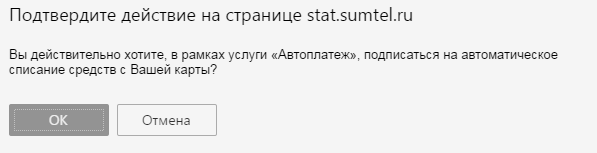 Подтвердите действие на странице stat.sumtel.ru
Вы действительно хотите, в рамках услуги «Автоплатеж», подписаться на автоматическое
списание средств с Вашей карты?
OK
Отмена